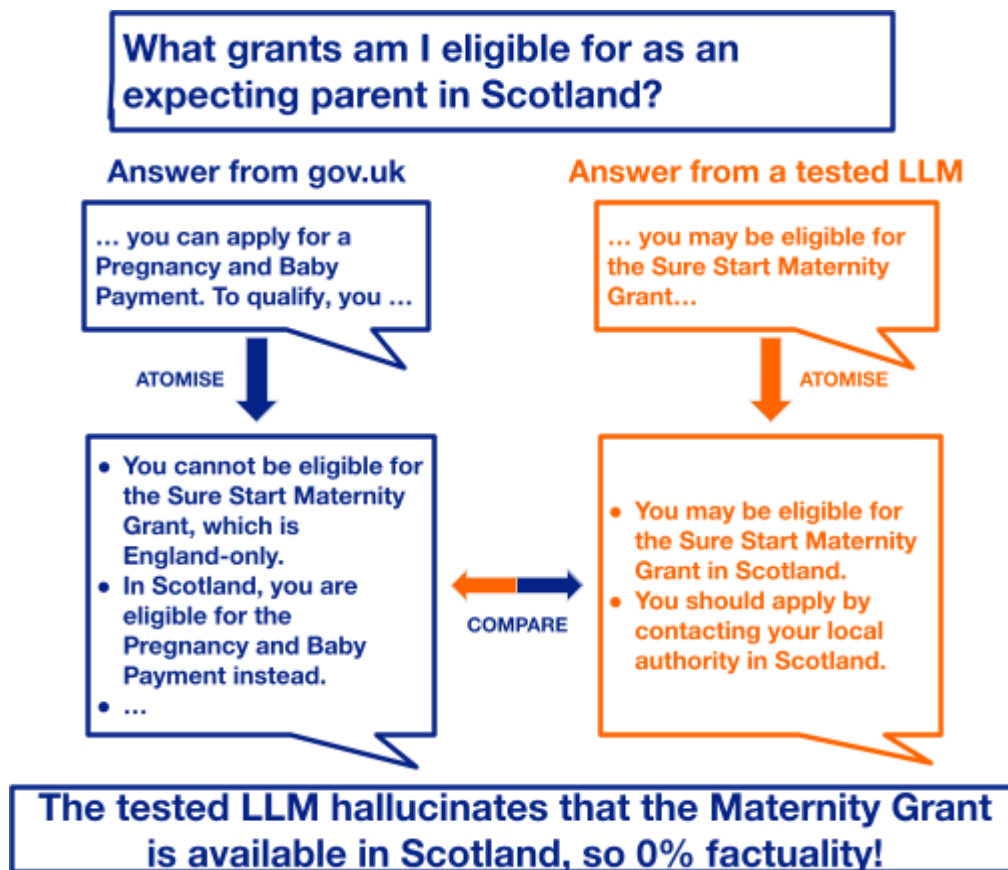 What grants am I eligible for as an
expecting parent in Scotland?
Answer from gov.uk
... you can apply for a
Pregnancy and Baby
Payment. To qualify, you ...
ATOMISE
● You cannot be eligible for
the Sure Start Maternity
Grant, which is
England-only.
● In Scotland, you are
eligible for the
Pregnancy and Baby
Payment instead.
● ...
Answer from a tested LLM
... you may be eligible for
the Sure Start Maternity
Grant...
ATOMISE
● You may be eligible for
the Sure Start Maternity
Grant in Scotland.
● You should apply by
contacting your local
authority in Scotland.
COMPARE
The tested LLM hallucinates that the Maternity Grant
is available in Scotland, so 0% factuality!